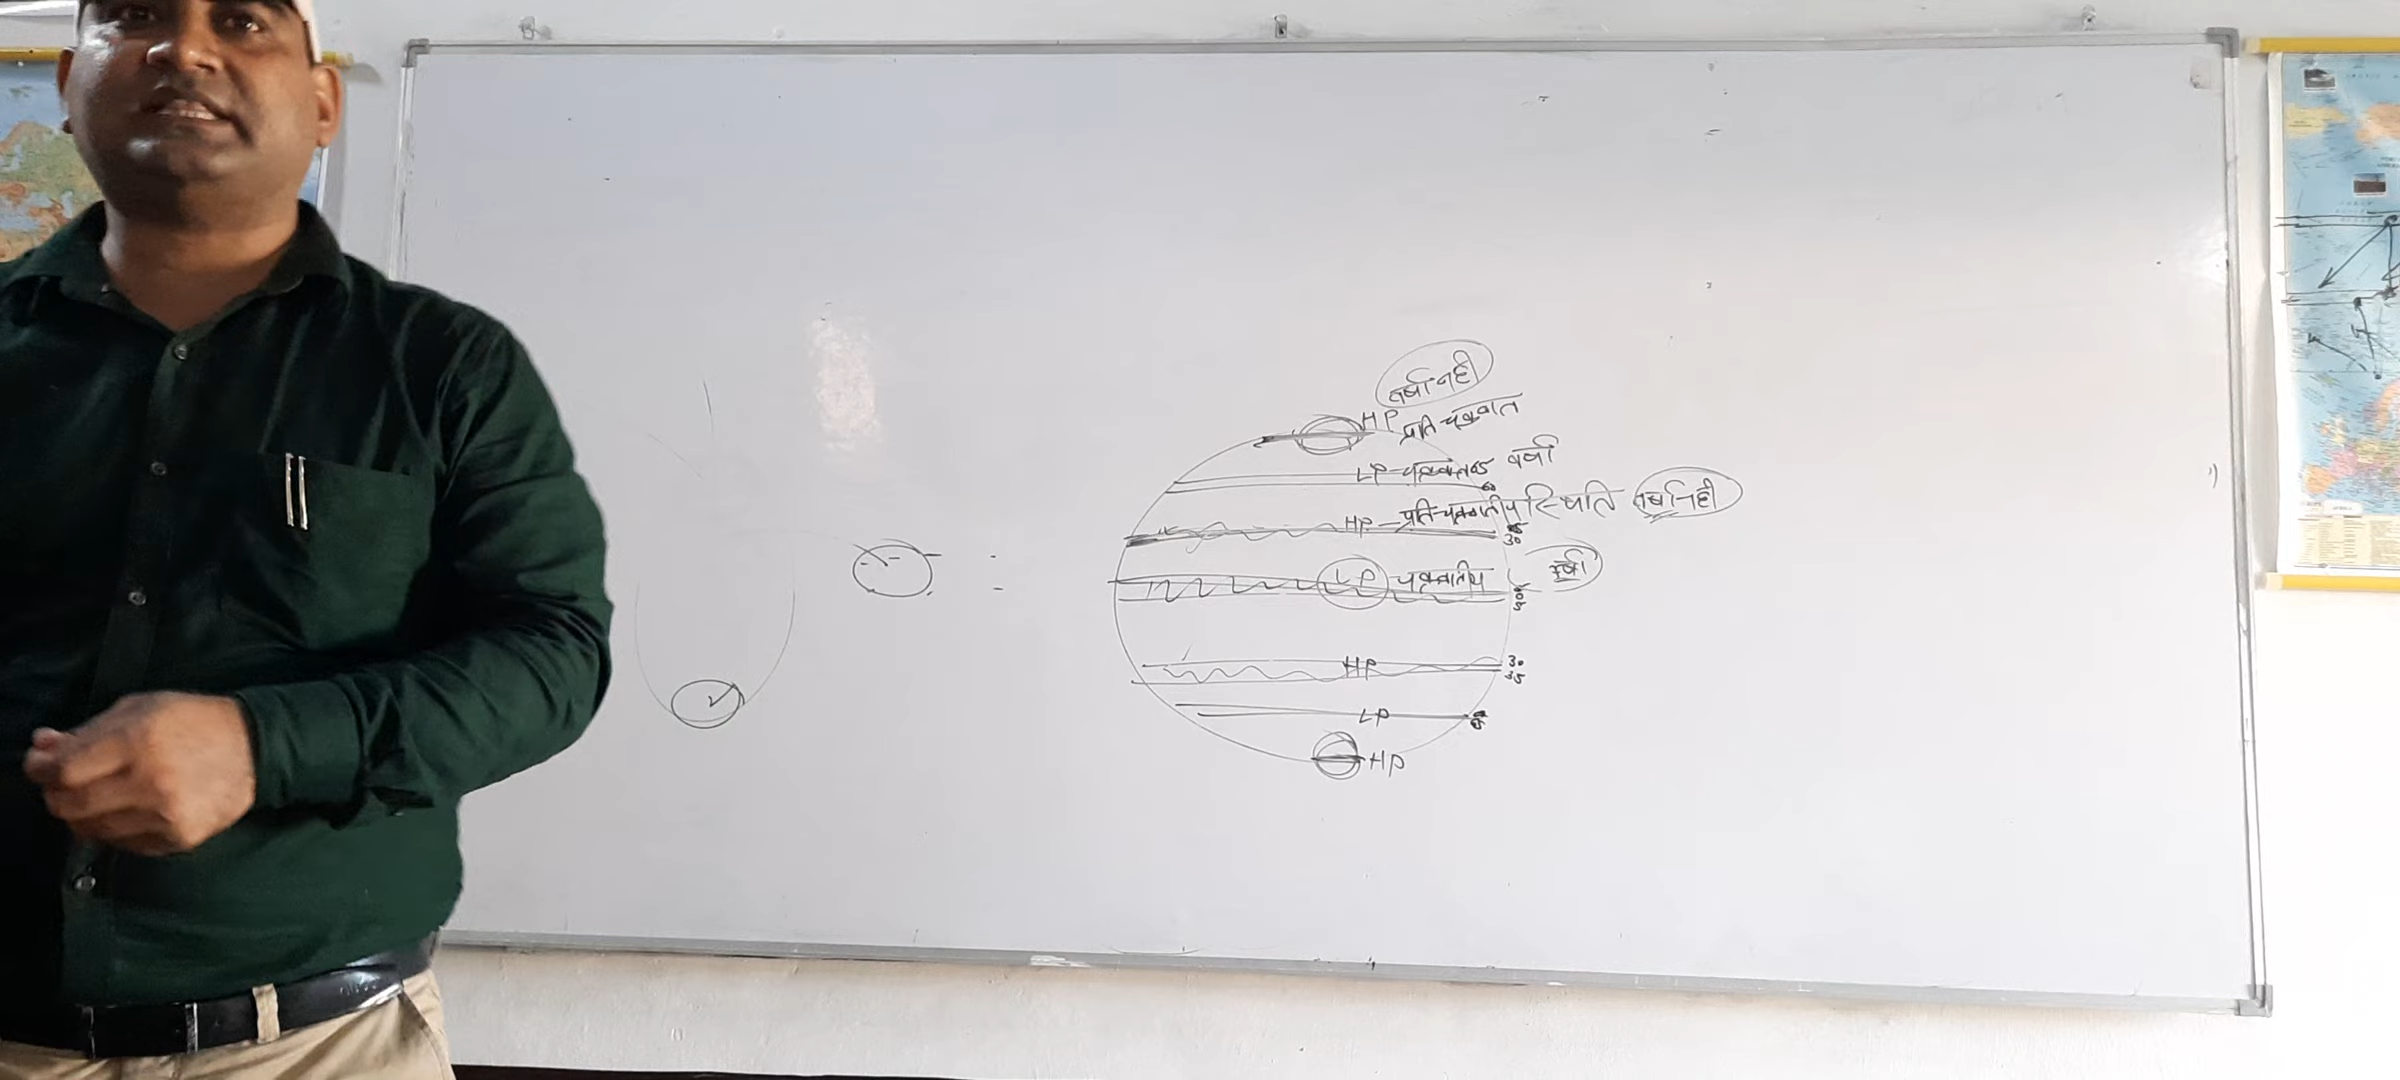 वर्षा नही
HP प्रति-चक्रवात
LP-चक्रवात वर्षा
HP - प्रति-चक्रवातीय स्थिति वर्षा नही
30
LP चक्रवातीय वर्षा
5
HP 30
35
LP
HP